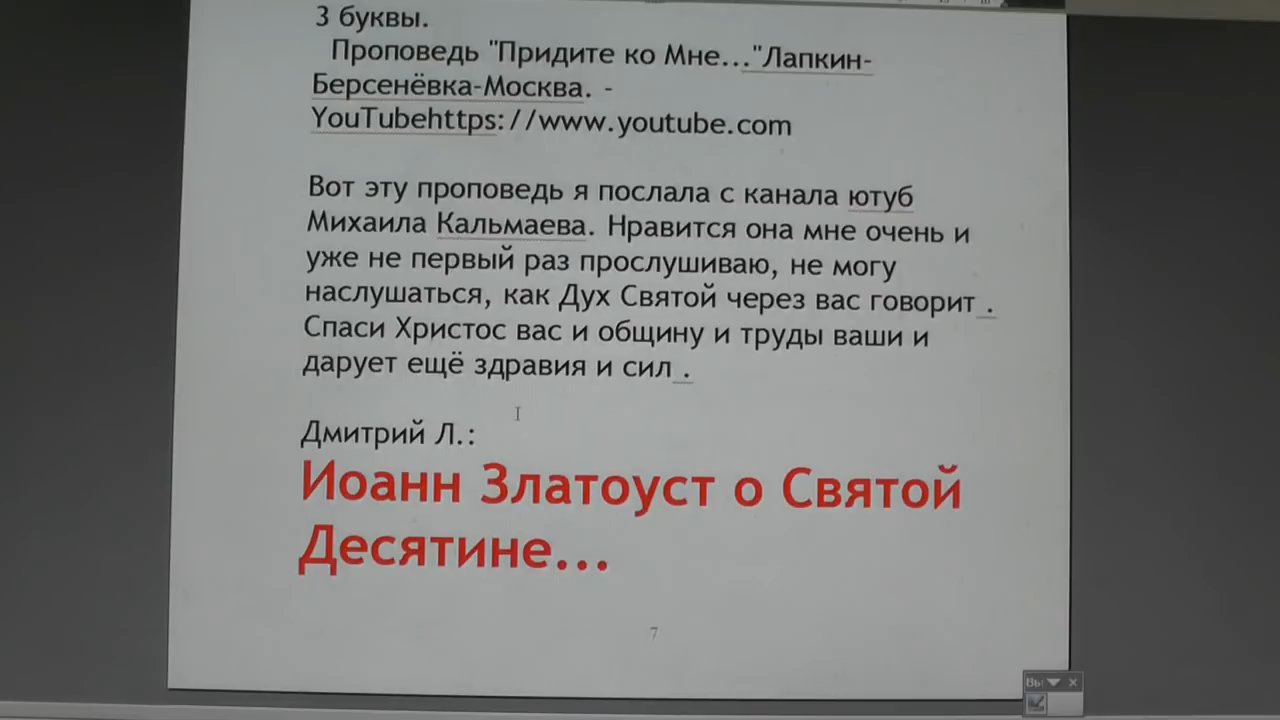 3 буквы.
Проповедь "Придите ко Мне..."Лапкин-
Берсенёвка-Москва. -
YouTubehttps://www.youtube.com
Вот эту проповедь я послала с канала ютуб
Михаила Кальмаева. Нравится она мне очень и
уже не первый раз прослушиваю, не могу
наслушаться, как Дух Святой через вас говорит .
Спаси Христос вас и общину и труды ваши и
дарует ещё здравия и сил .
Дмитрий Л.:
Иоанн Златоуст о Святой
Десятине...
7
Вы